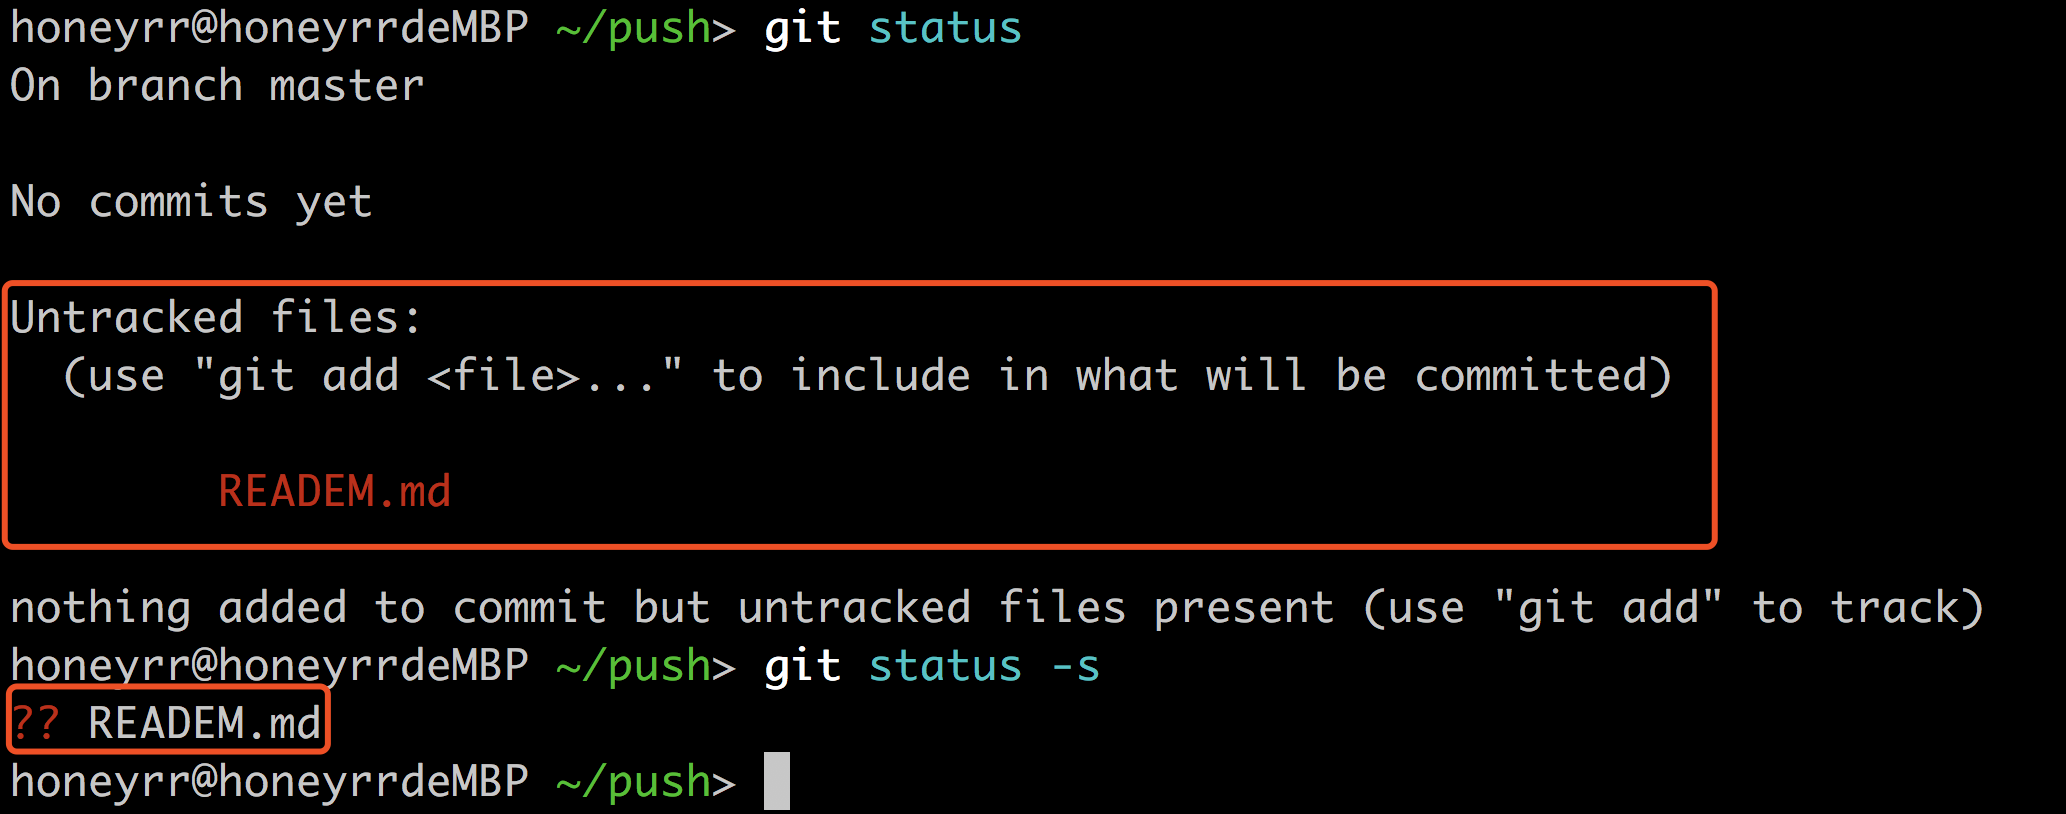 honeyrr@honeyrrdeMBP ~/push> git status
On branch master
No commits yet
Untracked files:
(use "git add <file>..." to include in what will be committed)
READEM.md
nothing added to commit but untracked files present (use "git add" to track)
honeyrr@honeyrrdeMBP ~/push> git status -s
?? READEM.md
honeyrr@honeyrrdeMBP ~/push>